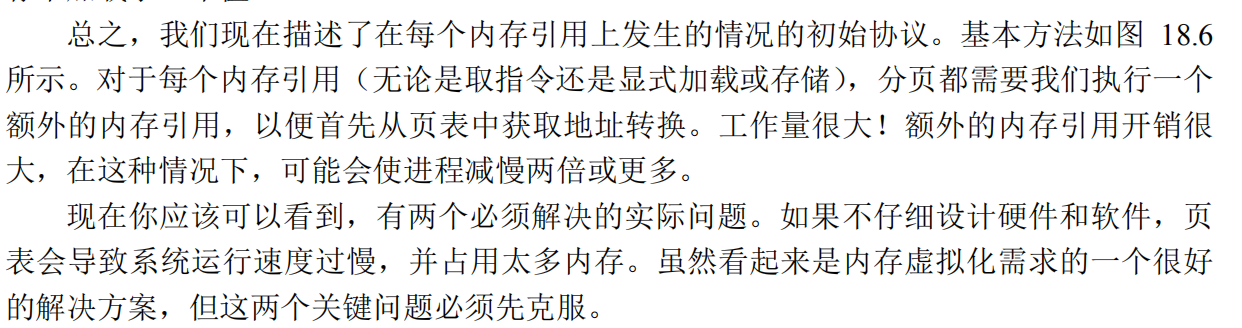 总之，我们现在描述了在每个内存引用上发生的情况的初始协议。基本方法如图 18.6
所示。对于每个内存引用（无论是取指令还是显式加载或存储），分页都需要我们执行一个
额外的内存引用，以便首先从页表中获取地址转换。工作量很大！额外的内存引用开销很
大，在这种情况下，可能会使进程减慢两倍或更多。
现在你应该可以看到，有两个必须解决的实际问题。如果不仔细设计硬件和软件，页
表会导致系统运行速度过慢，并占用太多内存。虽然看起来是内存虚拟化需求的一个很好
的解决方案，但这两个关键问题必须先克服。